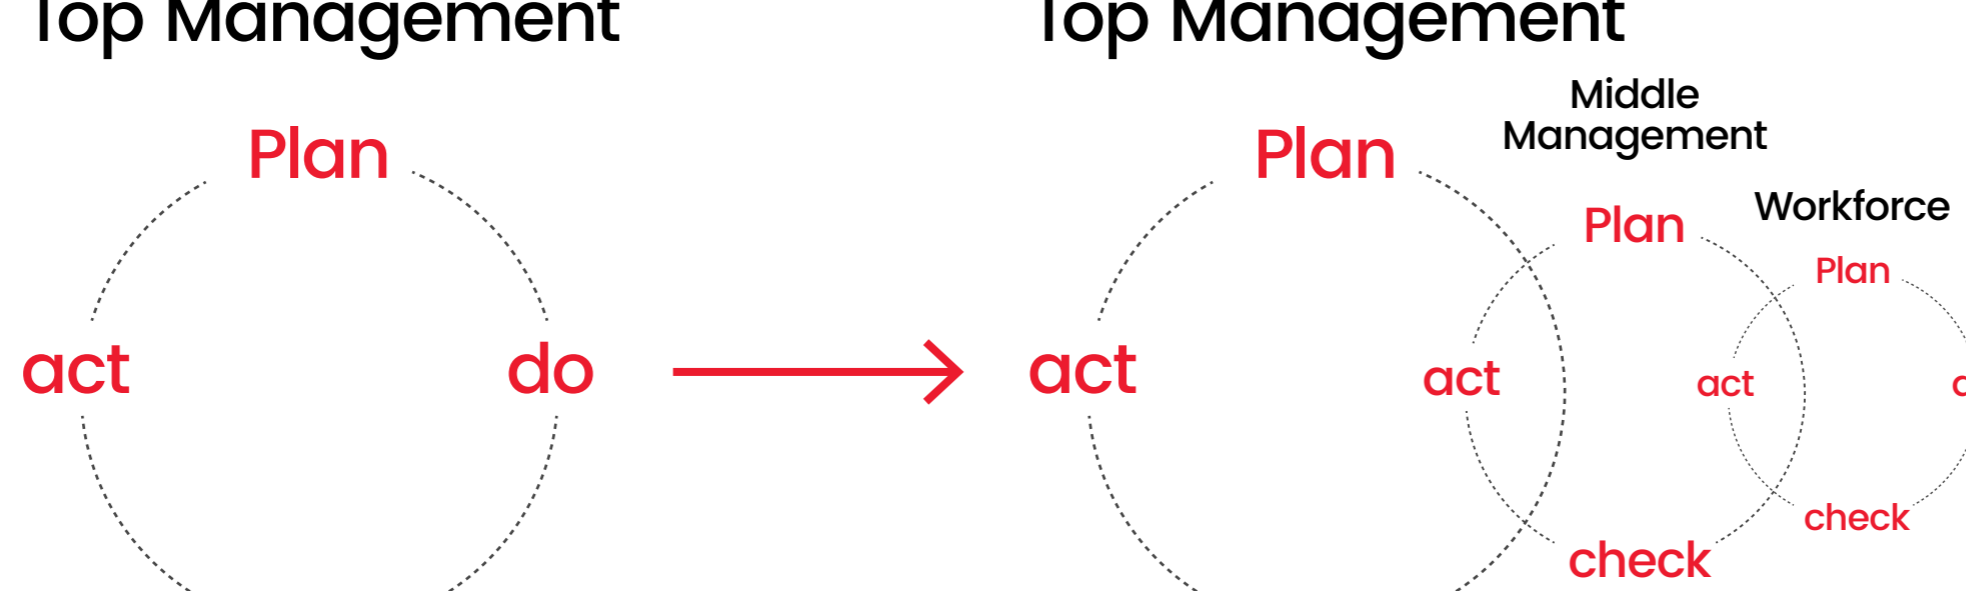 Top Management
Plan
act
do
Top Management
Plan
act
Middle
Management
Plan
act
check
Workforce
Plan
act
check